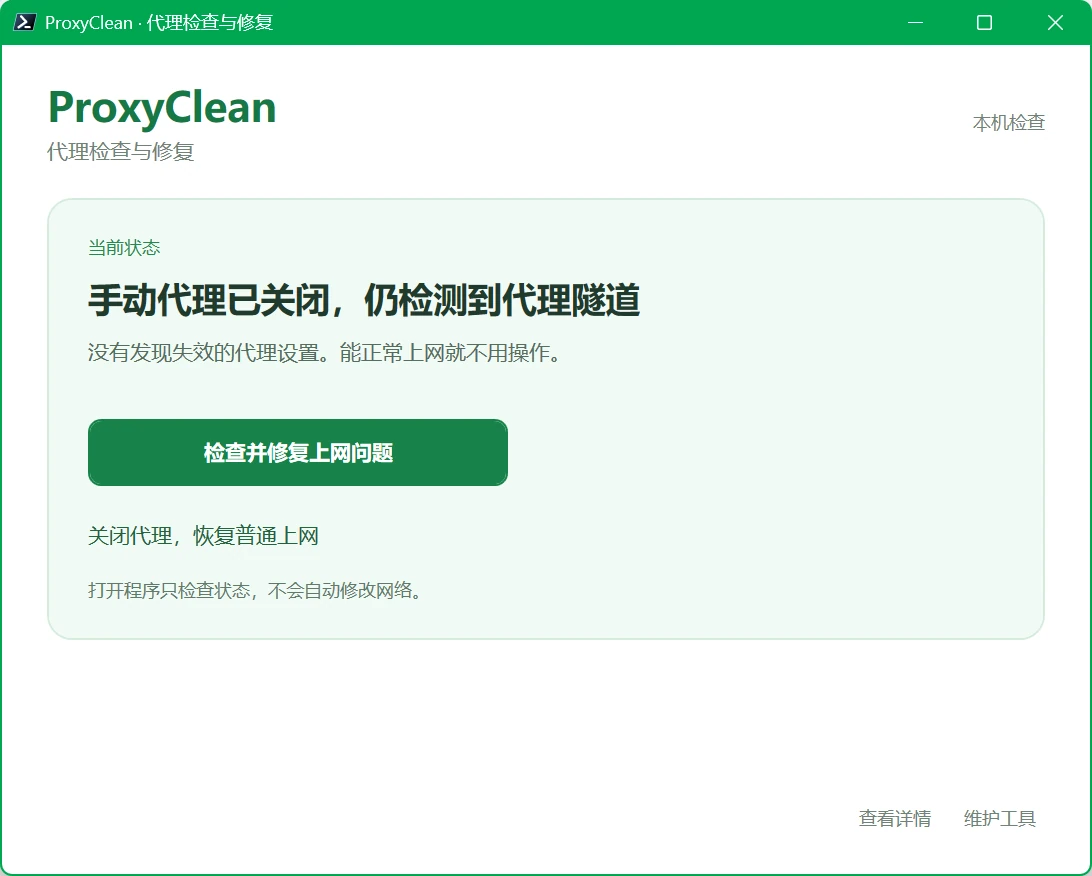 ProxyClean · 代理检查与修复
ProxyClean
代理检查与修复
本机检查
当前状态
手动代理已关闭，仍检测到代理隧道
没有发现失效的代理设置。能正常上网就不用操作。
检查并修复上网问题
关闭代理，恢复普通上网
打开程序只检查状态，不会自动修改网络。
查看详情
维护工具